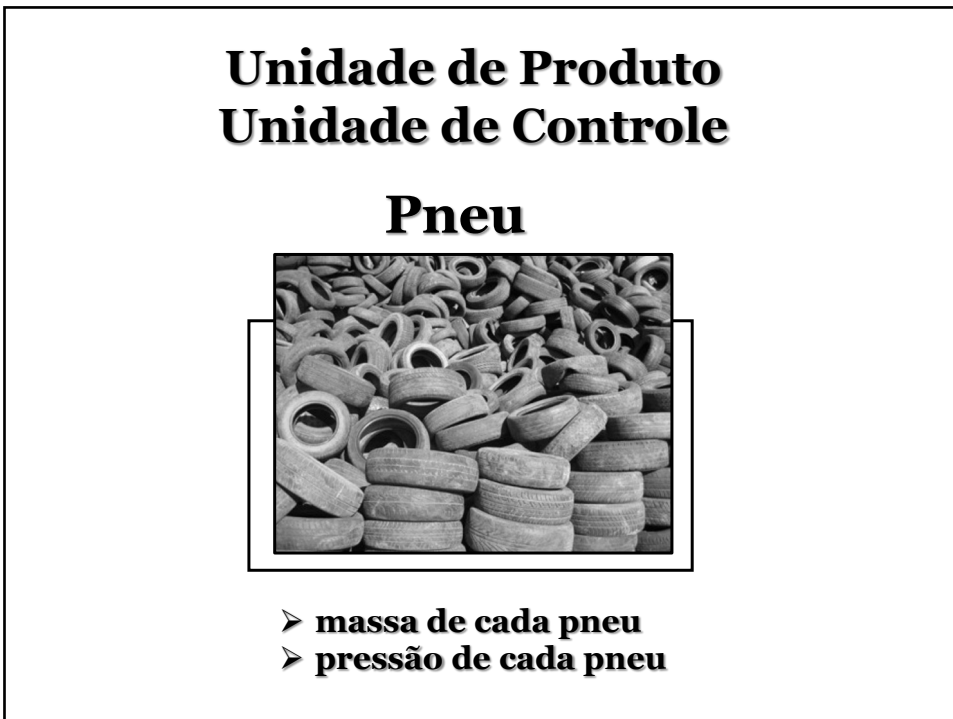 Unidade de Produto
Unidade de Controle
Pneu
➢ massa de cada pneu
➢ pressão de cada pneu